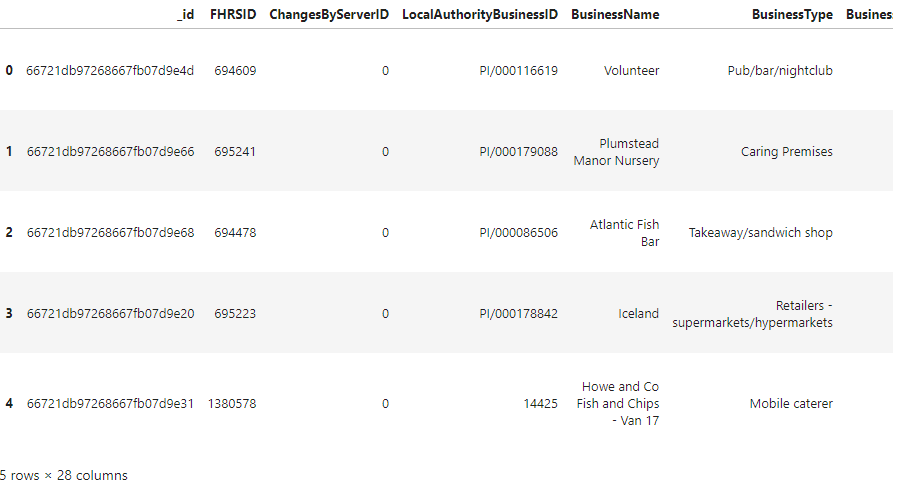 _id FHRSID ChangesByServerID LocalAuthorityBusinessID BusinessName BusinessType Business
0 66721db97268667fb07d9e4d 694609 0 PI/000116619 Volunteer Pub/bar/nightclub
1 66721db97268667fb07d9e66 695241 0 PI/000179088 Plumstead Caring Premises
Manor Nursery
2 66721db97268667fb07d9e68 694478 0 PI/000086506 Atlantic Fish Takeaway/sandwich shop
Bar
3 66721db97268667fb07d9e20 695223 0 PI/000178842 Iceland Retailers -
supermarkets/hypermarkets
4 66721db97268667fb07d9e31 1380578 0 14425 Howe and Co Mobile caterer
Fish and Chips
- Van 17
5 rows × 28 columns